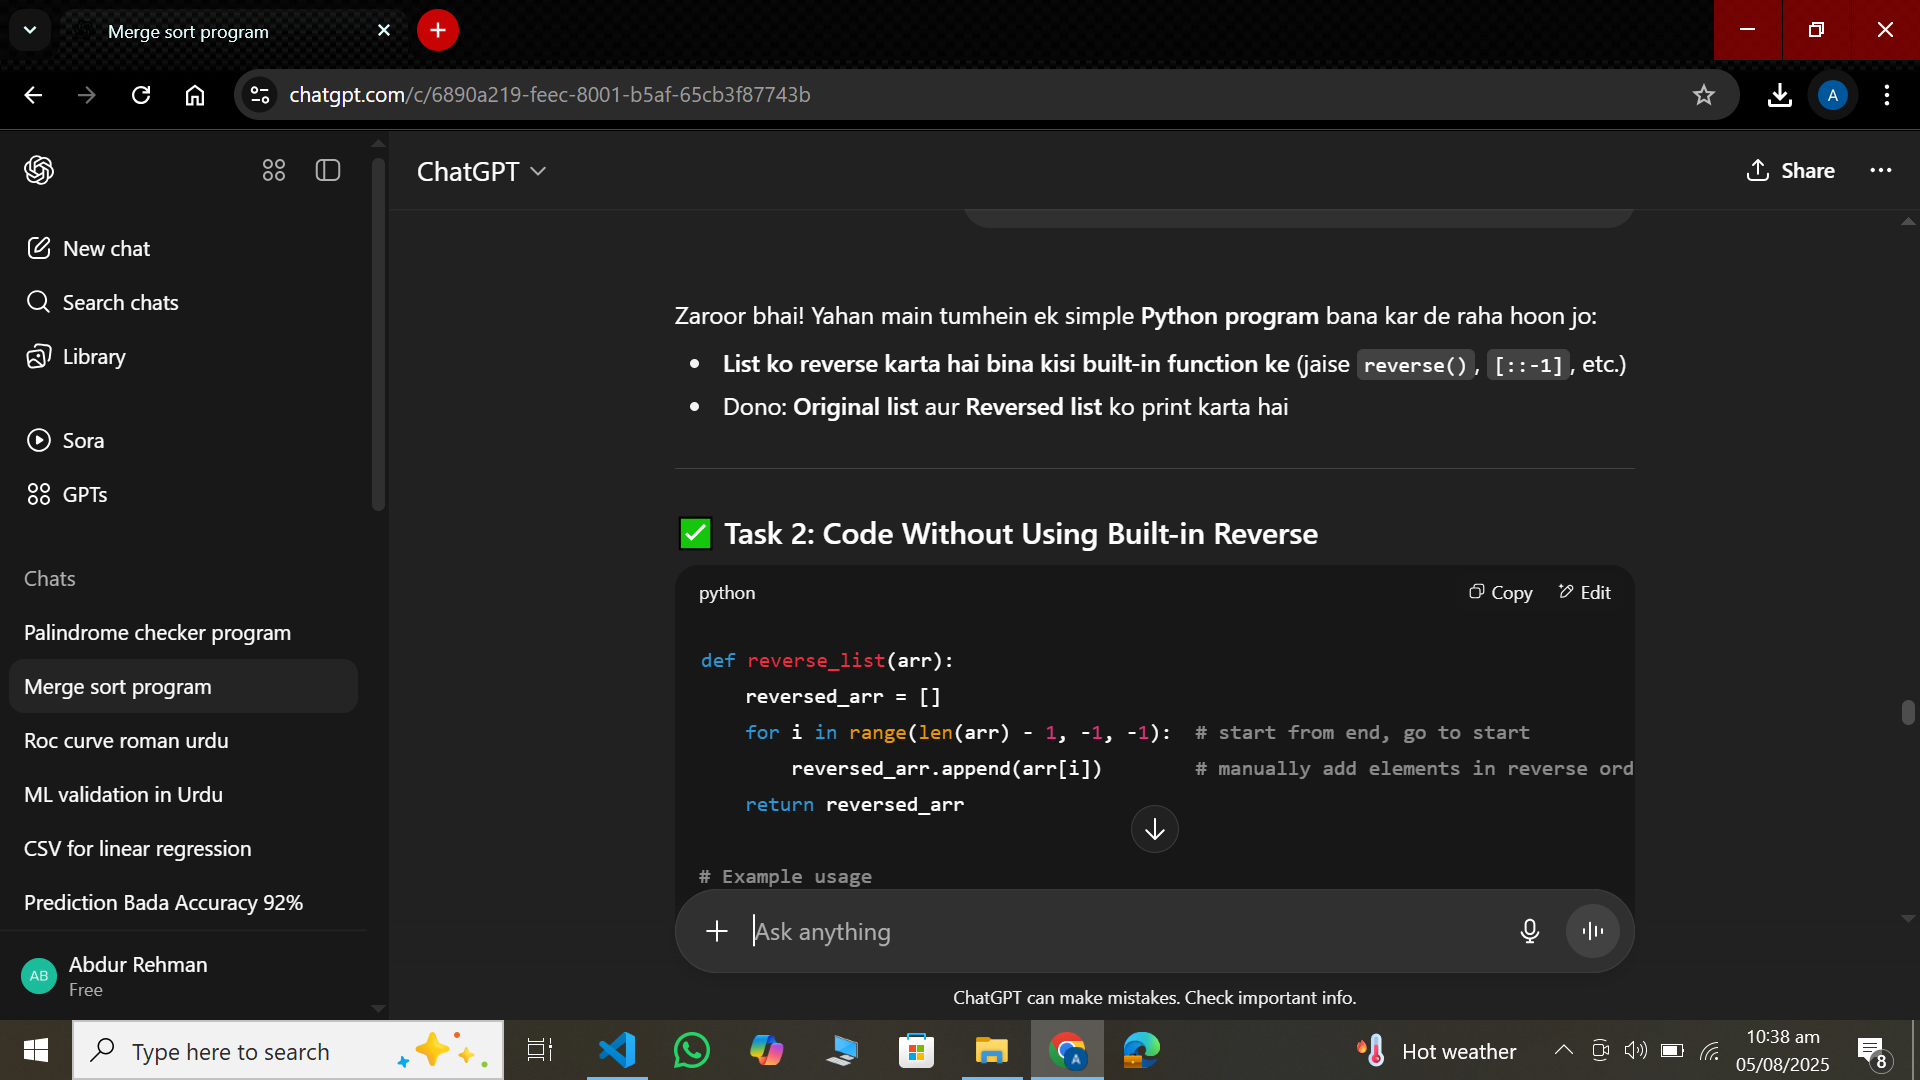 Merge sort program
chatgpt.com/c/6890a219-feec-8001-b5af-65cb3f87743b
A
ChatGPT
Share
New chat
Search chats
Library
Sora
GPTs
Chats
Palindrome checker program
Merge sort program
Roc curve roman urdu
ML validation in Urdu
CSV for linear regression
Prediction Bada Accuracy 92%
AB
Abdur Rehman
Free
Zaroor bhai! Yahan main tumhein ek simple Python program bana kar de raha hoon jo:
• List ko reverse karta hai bina kisi built-in function ke (jaise reverse(), [::-1], etc.)
• Dono: Original list aur Reversed list ko print karta hai
✅ Task 2: Code Without Using Built-in Reverse
python
Copy
Edit
def reverse_list(arr):
    reversed_arr = []
    for i in range(len(arr) - 1, -1, -1):  # start from end, go to start
        reversed_arr.append(arr[i])        # manually add elements in reverse ord
    return reversed_arr
# Example usage
Ask anything
ChatGPT can make mistakes. Check important info.
Type here to search
A
Hot weather
10:38 am
05/08/2025
8